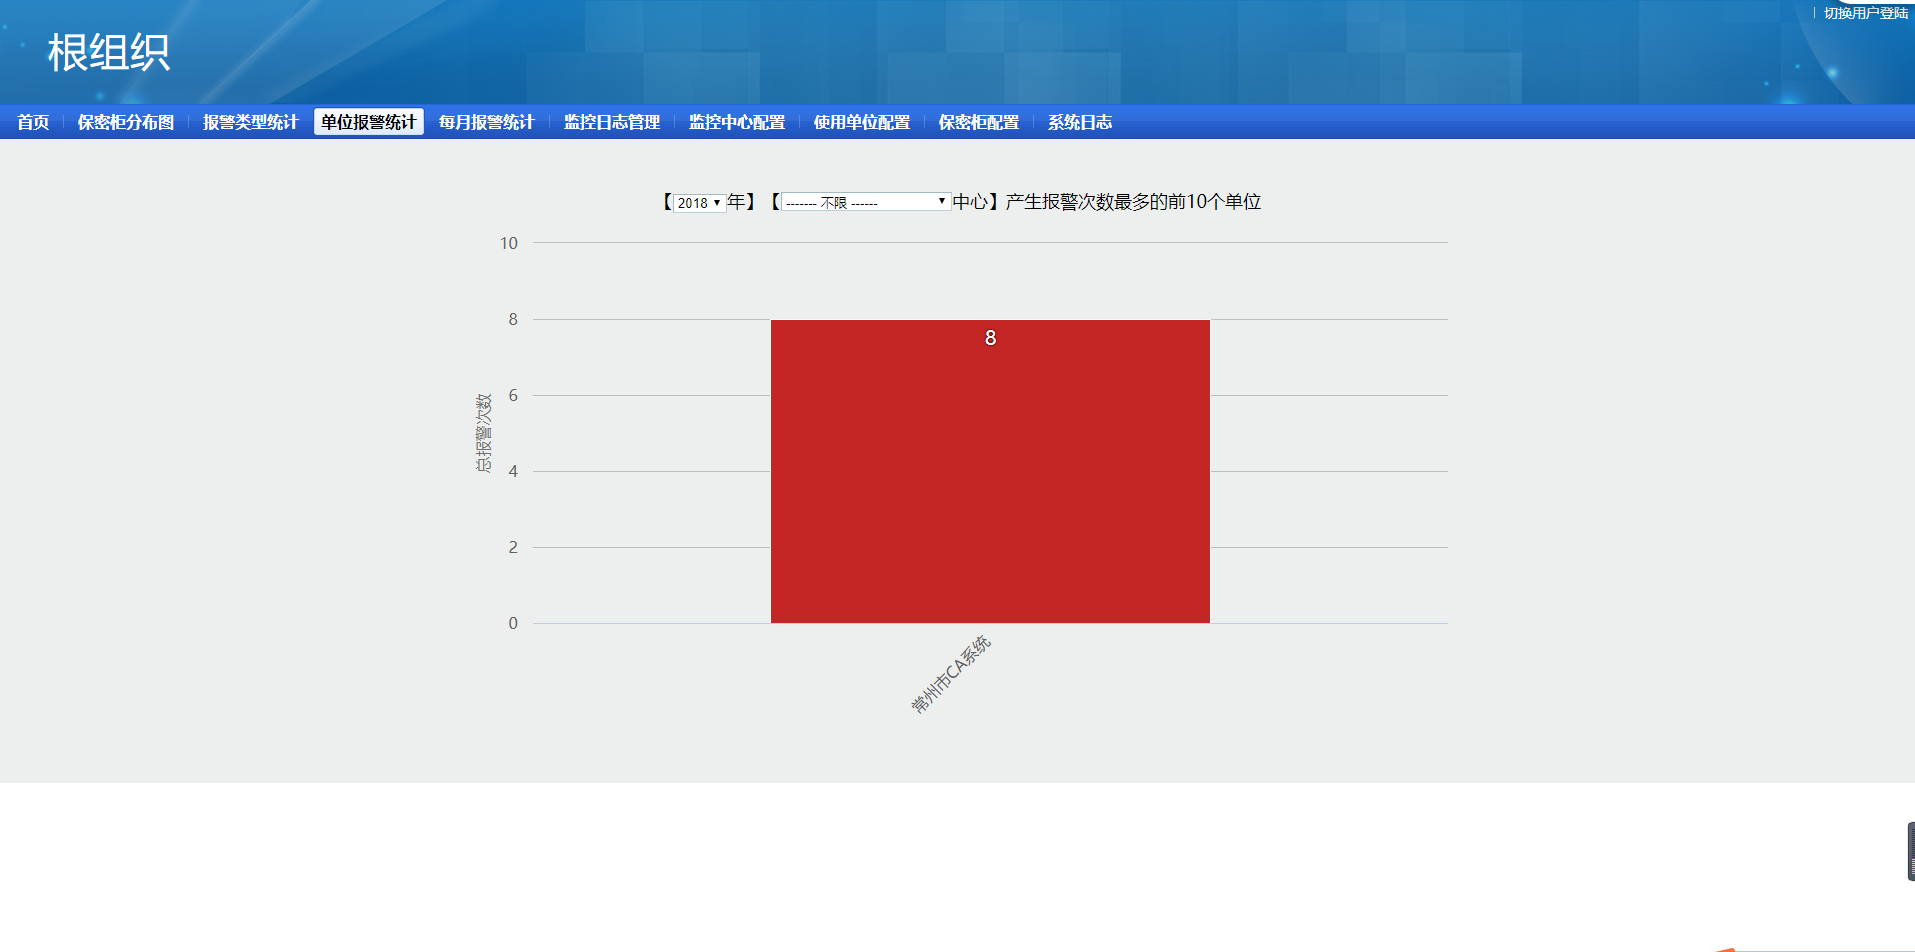 切换用户登陆
根组织
首页 保密柜分布图 报警类型统计 单位报警统计 每月报警统计 监控日志管理 监控中心配置 使用单位配置 保密柜配置 系统日志
【2018年】【------- 不限 ------中心】产生报警次数最多的前10个单位
10
8
8
6
总报警次数
4
2
0
常州市CA系统